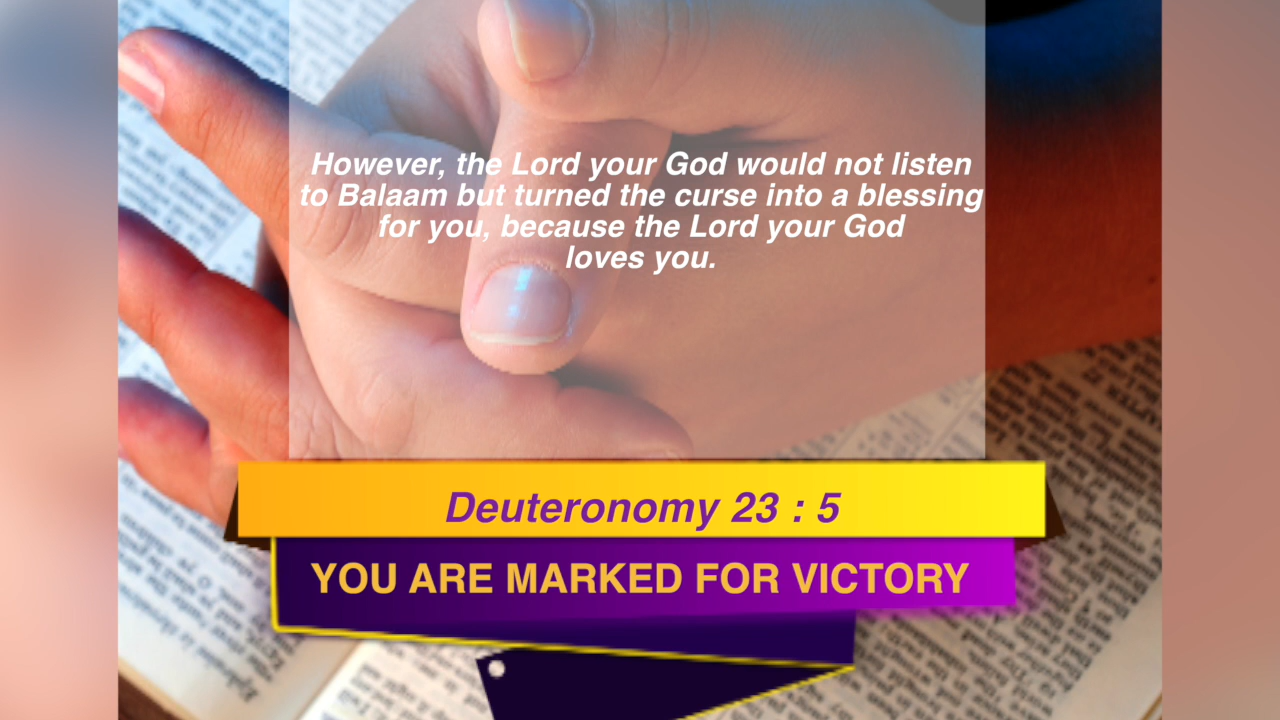 However, the Lord your God would not listen
to Balaam but turned the curse into a blessing
for you, because the Lord your God
loves you.
Deuteronomy 23 : 5
YOU ARE MARKED FOR VICTORY